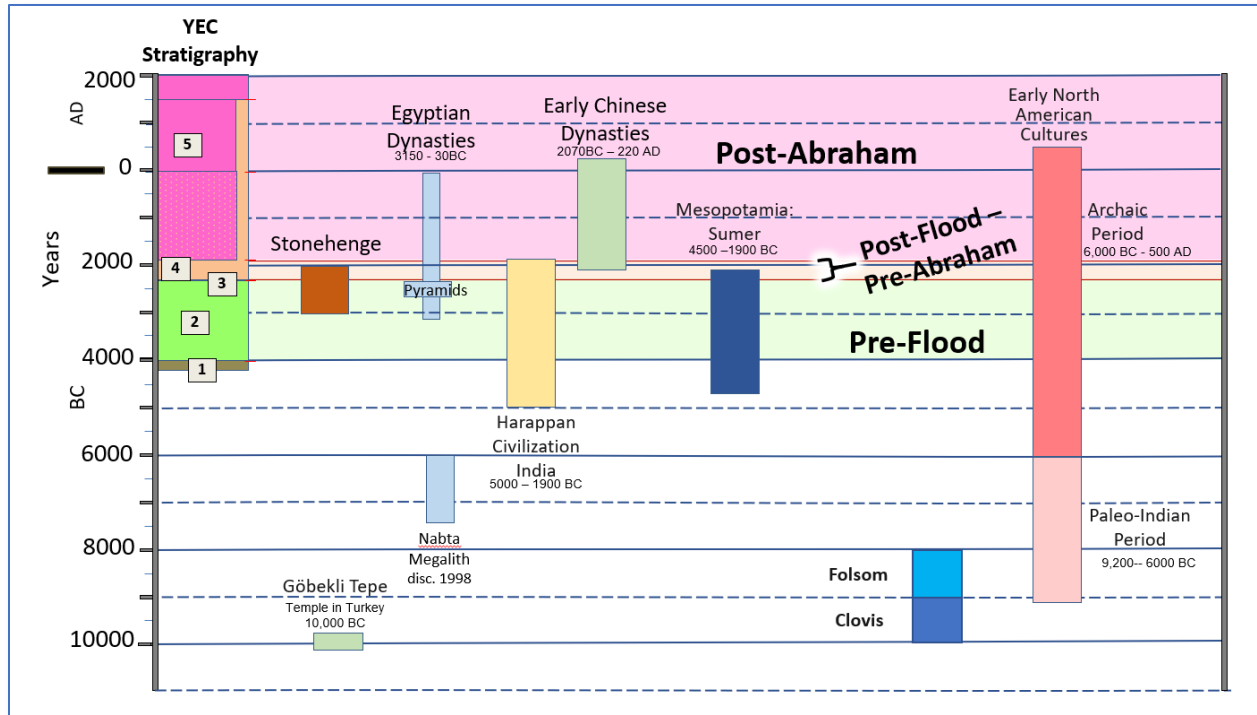 YEC
Stratigraphy
2000
AD
0
Years
2000
4000
BC
6000
8000
10000
5
4
3
2
1
Egyptian
Dynasties
3150 - 30BC
Early Chinese
Dynasties
2070BC – 220 AD
Early North
American
Cultures
Post-Abraham
Stonehenge
Pyramids
Mesopotamia:
Sumer
4500 –1900 BC
Post-Flood –
Pre-Abraham
Archaic
Period
6,000 BC - 500 AD
Pre-Flood
Harappan
Civilization
India
5000 – 1900 BC
Nabta
Megalith
disc. 1998
Göbekli Tepe
Temple in Turkey
10,000 BC
Folsom
Clovis
Paleo-Indian
Period
9,200-- 6000 BC